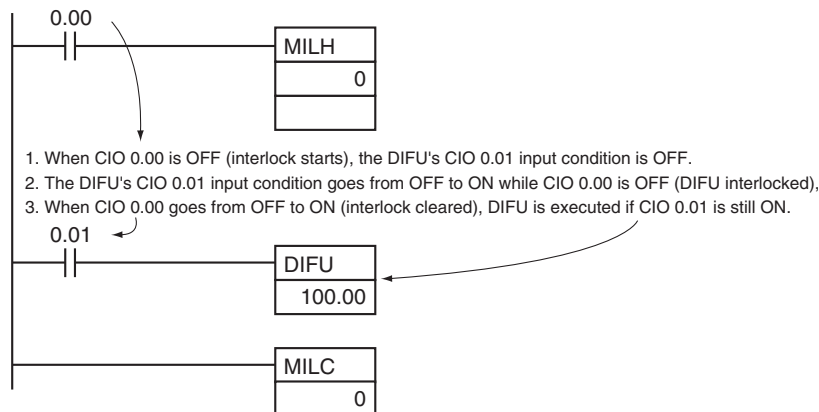 0.00
MILH
0
1. When CIO 0.00 is OFF (interlock starts), the DIFU's CIO 0.01 input condition is OFF.
2. The DIFU's CIO 0.01 input condition goes from OFF to ON while CIO 0.00 is OFF (DIFU interlocked),
3. When CIO 0.00 goes from OFF to ON (interlock cleared), DIFU is executed if CIO 0.01 is still ON.
0.01
DIFU
100.00
MILC
0